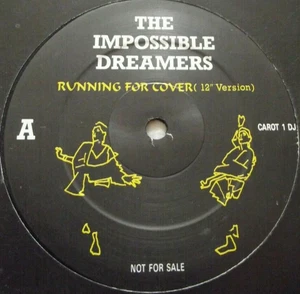 THE
IMPOSSIBLE
DREAMERS
RUNNING FOR COVER( 12" Version)
A
CAROT 1 DJ
NOT FOR SALE